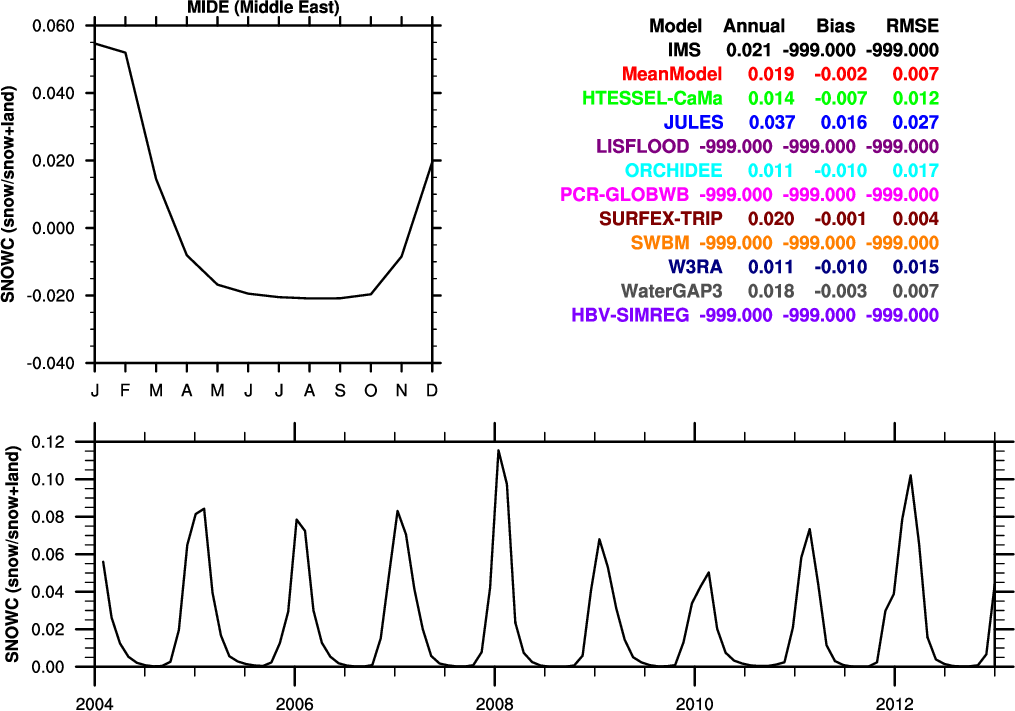 MIDE (Middle East)
0.060
0.040
0.020
0.000
-0.020
-0.040
SNOWC (snow/snow+land)
J F M A M J J A S O N D
Model Annual Bias RMSE
IMS 0.021 -999.000 -999.000
MeanModel 0.019 -0.002 0.007
HTESSEL-CaMa 0.014 -0.007 0.012
JULES 0.037 0.016 0.027
LISFLOOD -999.000 -999.000 -999.000
ORCHIDEE 0.011 -0.010 0.017
PCR-GLOBWB -999.000 -999.000 -999.000
SURFEX-TRIP 0.020 -0.001 0.004
SWBM -999.000 -999.000 -999.000
W3RA 0.011 -0.010 0.015
WaterGAP3 0.018 -0.003 0.007
HBV-SIMREG -999.000 -999.000 -999.000
0.12
0.10
0.08
0.06
0.04
0.02
0.00
SNOWC (snow/snow+land)
2004 2006 2008 2010 2012